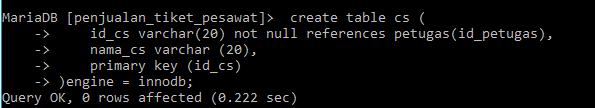 MariaDB [penjualan_tiket_pesawat]>  create table cs (
    ->     id_cs varchar(20) not null references petugas(id_petugas),
    ->     nama_cs varchar (20),
    ->     primary key (id_cs)
    -> )engine = innodb;
Query OK, 0 rows affected (0.222 sec)